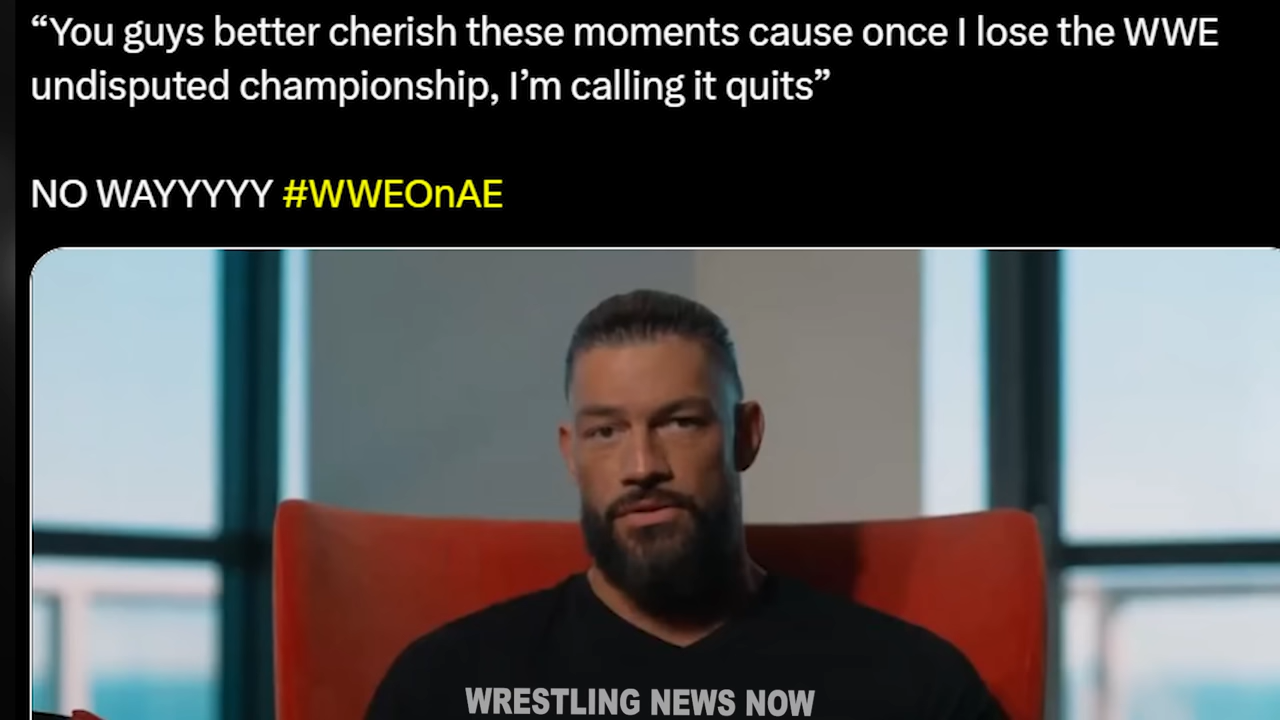 “You guys better cherish these moments cause once I lose the WWE
undisputed championship, I’m calling it quits”
NO WAYYYYY #WWEOnAE
WRESTLING NEWS NOW